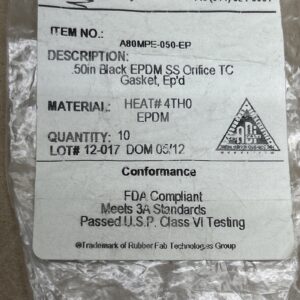 ITEM NO.: A80MPE-050-EP
DESCRIPTION:
.50in Black EPDM SS Orifice TC
Gasket, Ep'd
MATERIAL: HEAT# 4TH0
EPDM
QUANTITY: 10
LOT# 12-017 DOM 06/12
Conformance
FDA Compliant
Meets 3A Standards
Passed U.S.P. Class VI Testing
®Trademark of Rubber Fab Technologies Group